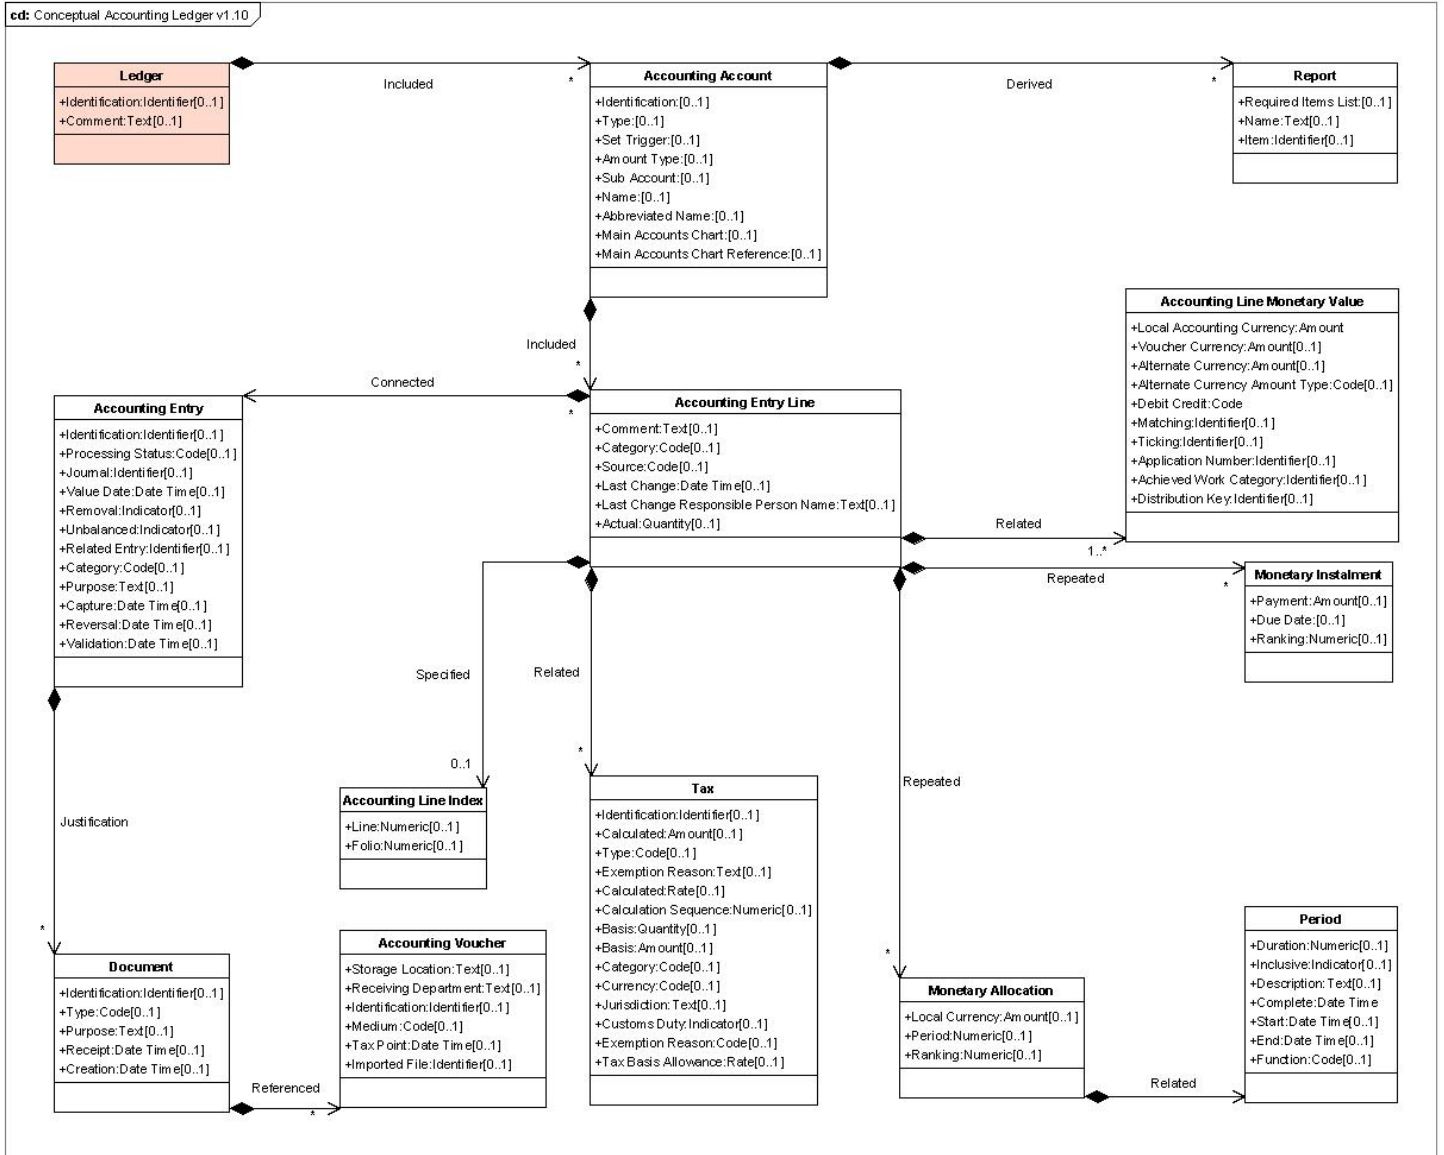 cd: Conceptual Accounting Ledger v1.10
Ledger
+Identification:Identifier[0..1]
+Comment:Text[0..1]
Included
*
Accounting Account
+Identification:[0..1]
+Type:[0..1]
+Set Trigger:[0..1]
+Amount Type:[0..1]
+Sub Account:[0..1]
+Name:[0..1]
+Abbreviated Name:[0..1]
+Main Accounts Chart:[0..1]
+Main Accounts Chart Reference:[0..1]
Derived
*
Report
+Required Items List:[0..1]
+Name:Text[0..1]
+Item:Identifier[0..1]
Included
*
Connected
*
Accounting Entry
+Identification:Identifier[0..1]
+Processing Status:Code[0..1]
+Journal:Identifier[0..1]
+Value Date:Date Time[0..1]
+Removal:Indicator[0..1]
+Unbalanced:Indicator[0..1]
+Related Entry:Identifier[0..1]
+Category:Code[0..1]
+Purpose:Text[0..1]
+Capture:Date Time[0..1]
+Reversal:Date Time[0..1]
+Validation:Date Time[0..1]
Accounting Entry Line
+Comment:Text[0..1]
+Category:Code[0..1]
+Source:Code[0..1]
+Last Change:Date Time[0..1]
+Last Change Responsible Person Name:Text[0..1]
+Actual:Quantity[0..1]
Accounting Line Monetary Value
+Local Accounting Currency:Amount
+Voucher Currency:Amount[0..1]
+Alternate Currency:Amount[0..1]
+Alternate Currency Amount Type:Code[0..1]
+Debit Credit:Code
+Matching:Identifier[0..1]
+Ticking:Identifier[0..1]
+Application Number:Identifier[0..1]
+Achieved Work Category:Identifier[0..1]
+Distribution Key:Identifier[0..1]
Related
1..*
Repeated
*
Monetary Instalment
+Payment:Amount[0..1]
+Due Date:[0..1]
+Ranking:Numeric[0..1]
Specified
0..1
Related
*
Repeated
*
Justification
*
Accounting Line Index
+Line:Numeric[0..1]
+Folio:Numeric[0..1]
Tax
+Identification:Identifier[0..1]
+Calculated:Amount[0..1]
+Type:Code[0..1]
+Exemption Reason:Text[0..1]
+Calculated:Rate[0..1]
+Calculation Sequence:Numeric[0..1]
+Basis:Quantity[0..1]
+Basis:Amount[0..1]
+Category:Code[0..1]
+Currency:Code[0..1]
+Jurisdiction:Text[0..1]
+Customs Duty:Indicator[0..1]
+Exemption Reason:Code[0..1]
+Tax Basis Allowance:Rate[0..1]
Document
+Identification:Identifier[0..1]
+Type:Code[0..1]
+Purpose:Text[0..1]
+Receipt:Date Time[0..1]
+Creation:Date Time[0..1]
Referenced
*
Accounting Voucher
+Storage Location:Text[0..1]
+Receiving Department:Text[0..1]
+Identification:Identifier[0..1]
+Medium:Code[0..1]
+Tax Point:Date Time[0..1]
+Imported File:Identifier[0..1]
Monetary Allocation
+Local Currency:Amount[0..1]
+Period:Numeric[0..1]
+Ranking:Numeric[0..1]
Related
Period
+Duration:Numeric[0..1]
+Inclusive:Indicator[0..1]
+Description:Text[0..1]
+Complete:Date Time
+Start:Date Time[0..1]
+End:Date Time[0..1]
+Function:Code[0..1]